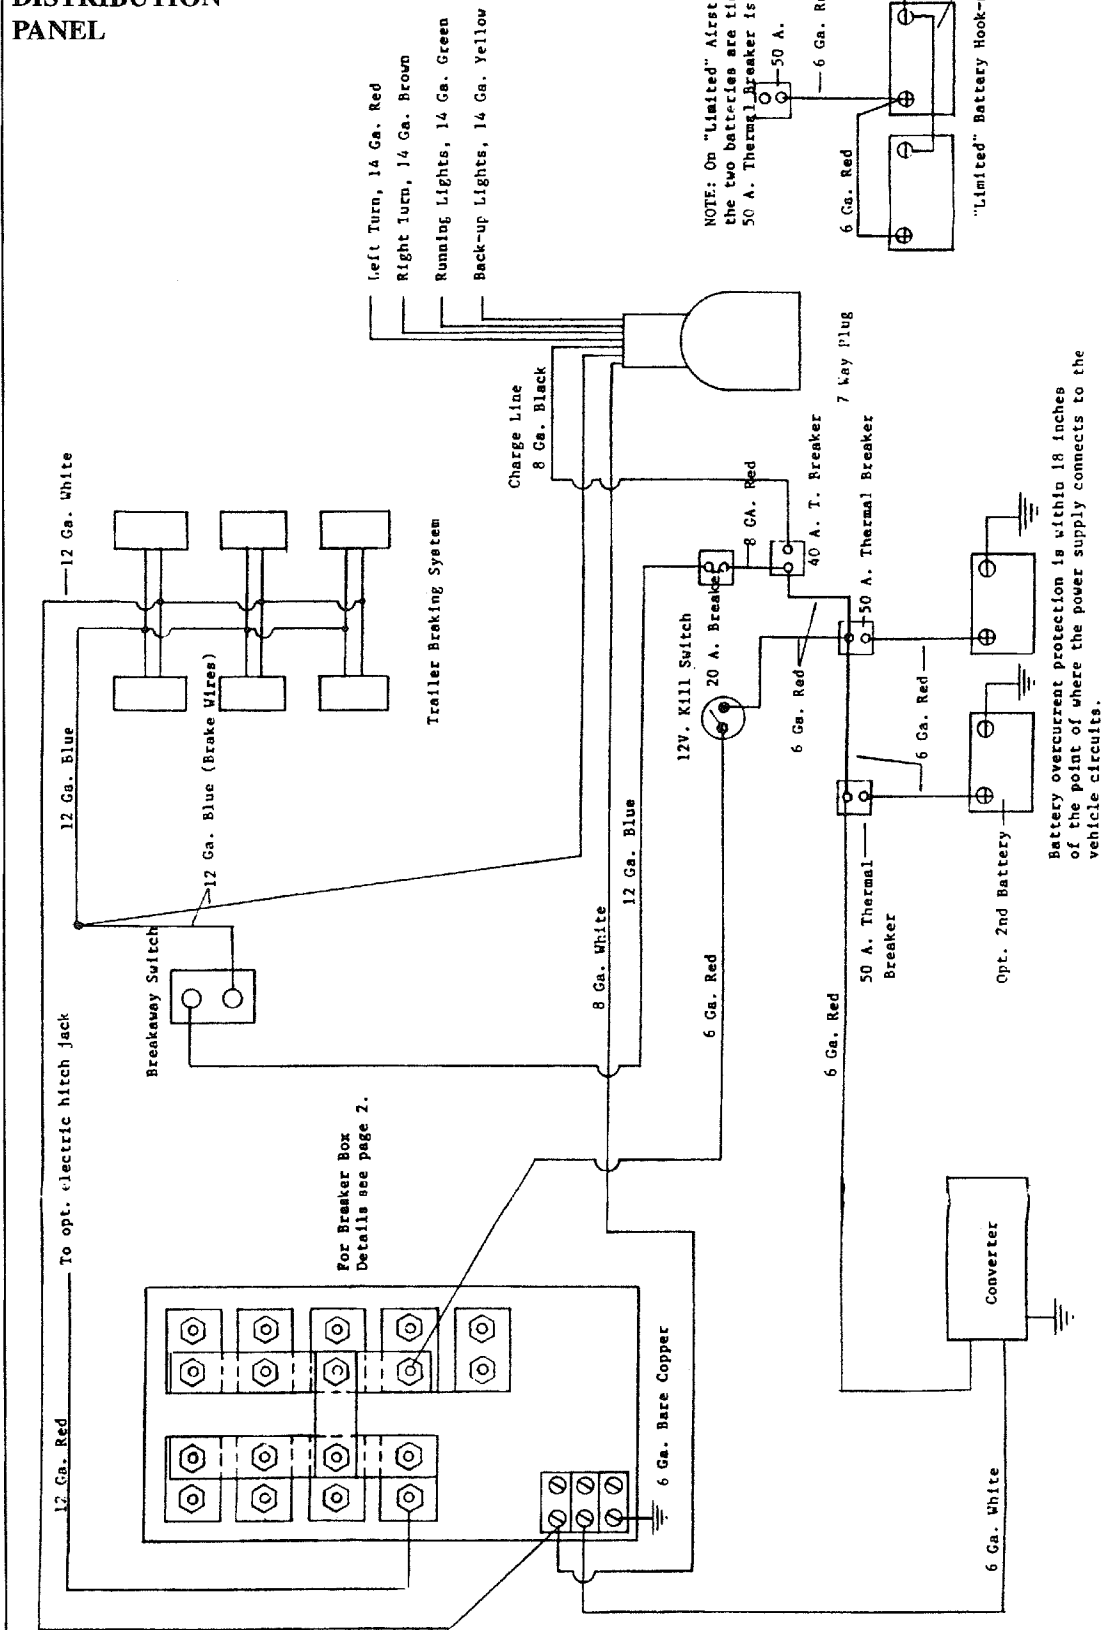 DISTRIBUTION
PANEL
Left Turn, 14 Ga. Red
Right Turn, 14 Ga. Brown
Running Lights, 14 Ga. Green
Back-up Lights, 14 Ga. Yellow
NOTE: On "Limited"
the two batteries are
50 A. Thermal Breaker is
50 A.
6 Ga.
6 Ga. Red
"Limited" Battery
12 Ga. White
Charge Line
8 Ga. Black
7 Way Plug
Trailer Braking System
12 Ga. Blue
12 Ga. Blue (Brake Wires)
8 GA. Red
40 A. T. Breaker
50 A. Thermal Breaker
12V. Kill Switch
20 A. Breaker
6 Ga. Red
6 Ga. Red
Battery overcurrent protection is within 18 inches
of the point of where the power supply connects to the
vehicle circuits.
Breakaway Switch
12 Ga. Blue
8 Ga. White
6 Ga. Red
50 A. Thermal
Breaker
Opt. 2nd Battery
6 Ga. Red
To opt. electric hitch jack
12 Ga. Red
For Breaker Box
Details see page 2.
6 Ga. Bare Copper
Converter
6 Ga. White